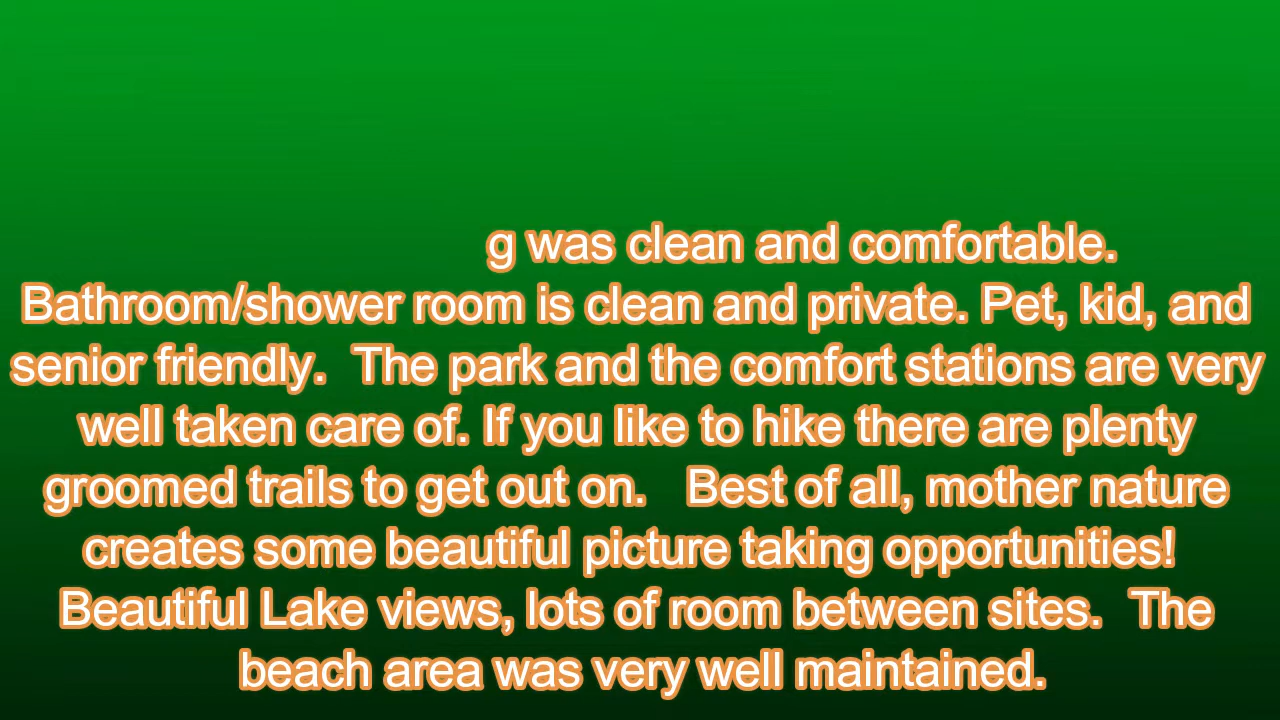 g was clean and comfortable.
Bathroom/shower room is clean and private. Pet, kid, and
senior friendly.  The park and the comfort stations are very
well taken care of. If you like to hike there are plenty
groomed trails to get out on.   Best of all, mother nature
creates some beautiful picture taking opportunities!
Beautiful Lake views, lots of room between sites.  The
beach area was very well maintained.